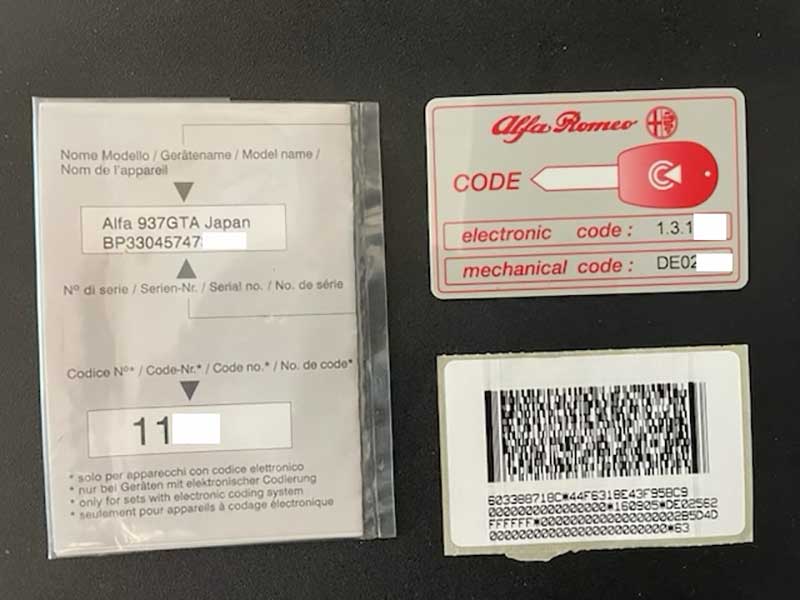 Nome Modello / Gerätename / Model name /
Nom de l'appareil
Alfa 937GTA Japan
BP33045747
Nº di serie / Serien-Nr. / Serial no. / No. de série
Codice Nº* / Code-Nr.* / Code no.* / No. de code*
11
* solo per apparecchi con codice elettronico
* nur bei Geräten mit elektronischer Codierung
* only for sets with electronic coding system
* seulement pour appareils à codage électronique
Alfa Romeo
CODE
electronic code : 1.3.1
mechanical code : DE02
603388718C*44F6318E43F958C9
0000000000000000*160905*DE02562
FFFFFF*0000000000000000002B5D4D
000000000000000000000000*63